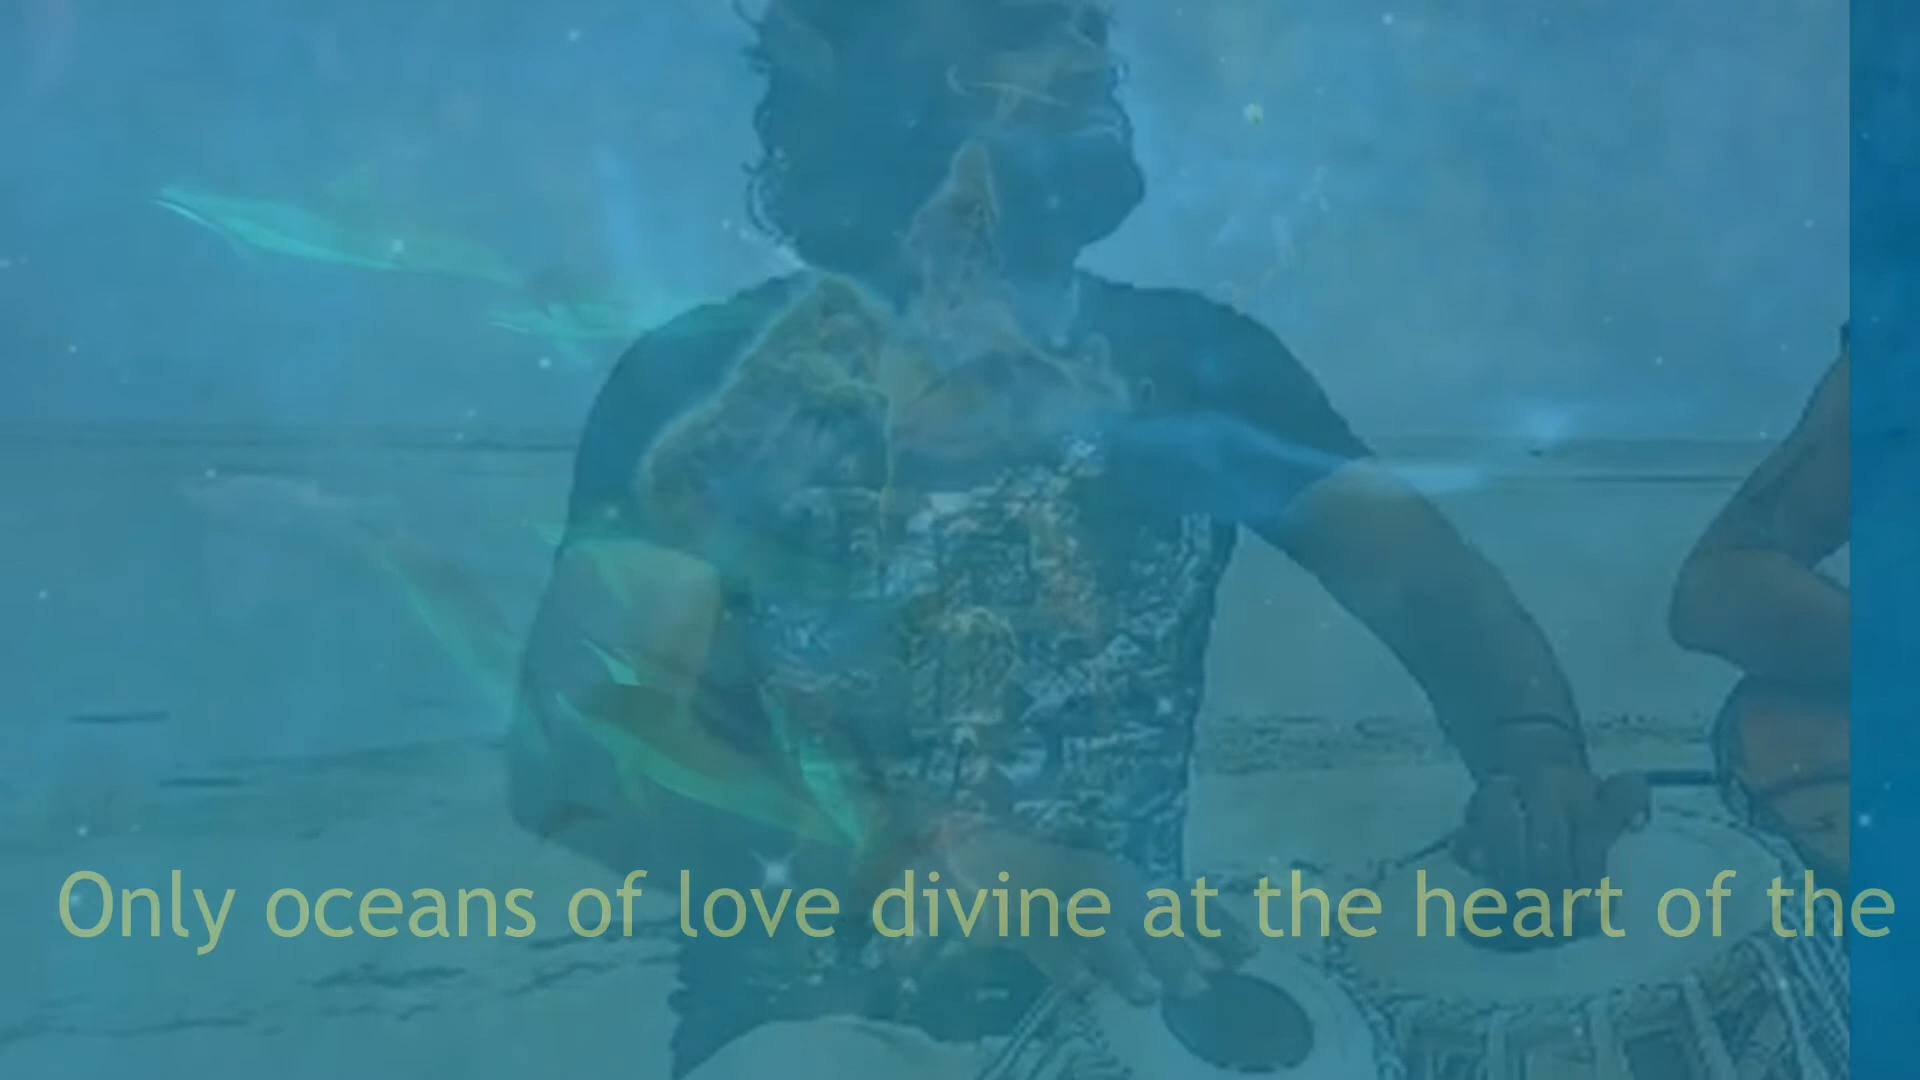 Only oceans of love divine at the heart of the